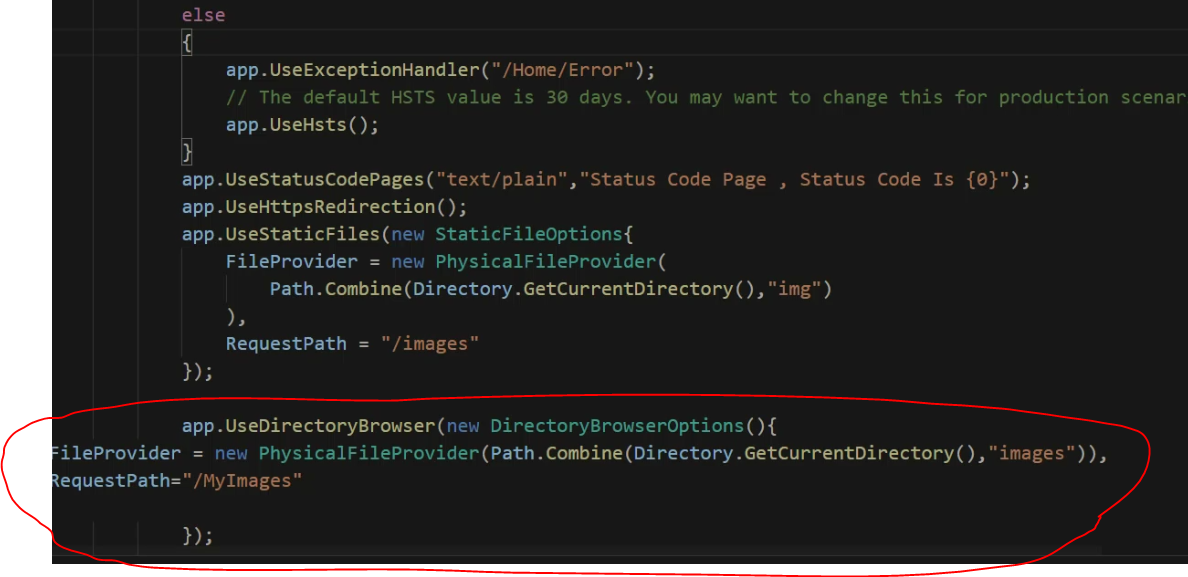 else
{
app.UseExceptionHandler("/Home/Error");
// The default HSTS value is 30 days. You may want to change this for production scenar
app.UseHsts();
}
app.UseStatusCodePages("text/plain","Status Code Page , Status Code Is {0}");
app.UseHttpsRedirection();
app.UseStaticFiles(new StaticFileOptions{
FileProvider = new PhysicalFileProvider(
Path.Combine(Directory.GetCurrentDirectory(),"img")
),
RequestPath = "/images"
});
app.UseDirectoryBrowser(new DirectoryBrowserOptions(){
FileProvider = new PhysicalFileProvider(Path.Combine(Directory.GetCurrentDirectory(),"images")),
RequestPath="/MyImages"
});